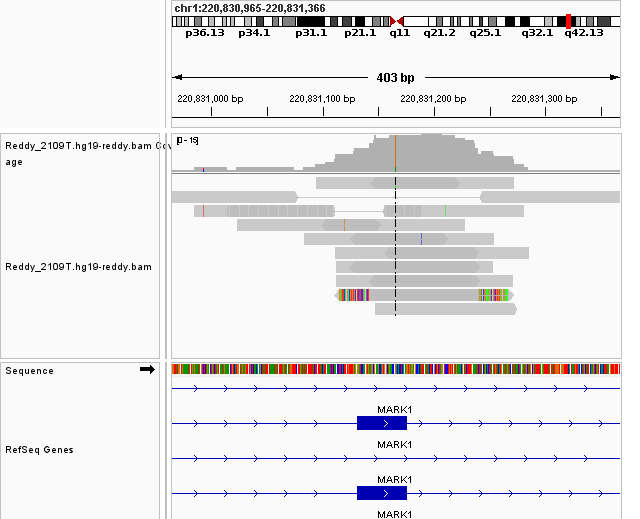 chr1:220,830,965-220,831,366
p36.13 p34.1 p31.1 p21.1 q11 q21.2 q25.1 q32.1 q42.13
403 bp
220,831,000 bp 220,831,100 bp 220,831,200 bp 220,831,300 bp
Reddy_2109T.hg19-reddy.bam Cov
age
[0 - 19]
Reddy_2109T.hg19-reddy.bam
Sequence
MARK1
MARK1
RefSeq Genes
MARK1
MARK1